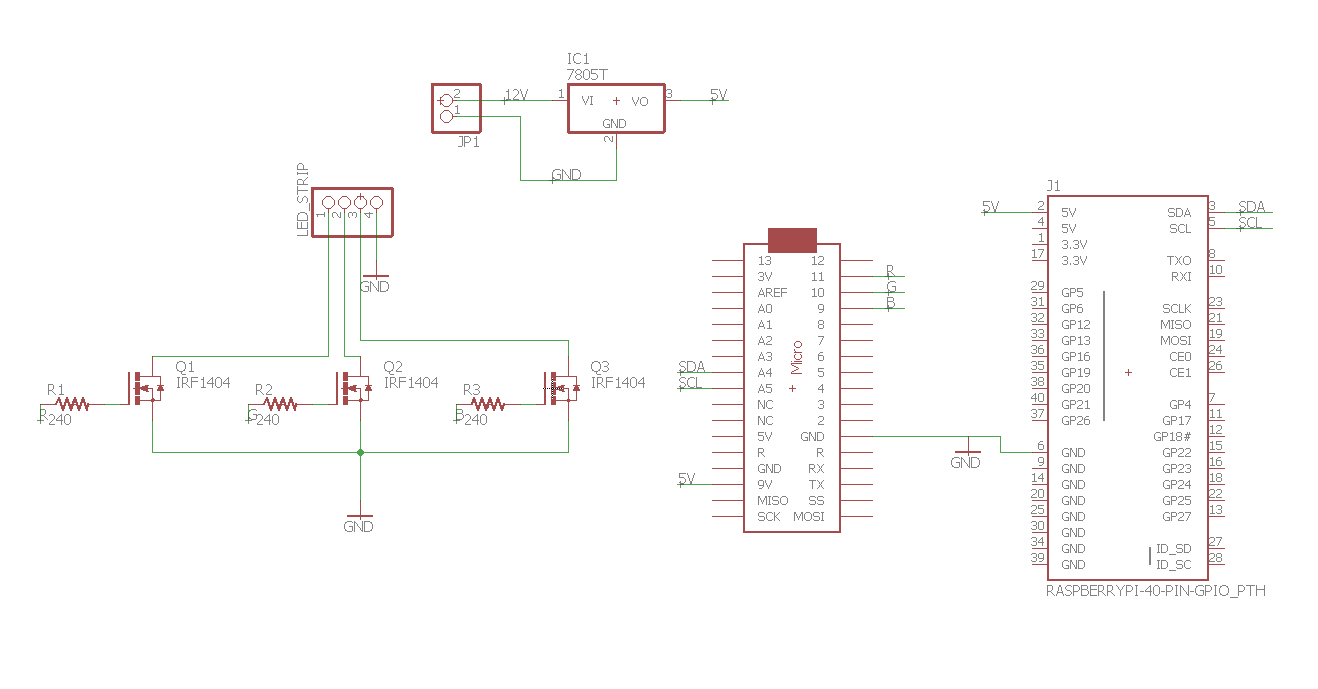 IC1
7805T
2
1
JP1
12V
1
VI
VO
3
GND
2
5V
GND
LED_STRIP
1
2
3
4
GND
Q1
IRF1404
R1
R
240
Q2
IRF1404
R2
G
240
Q3
IRF1404
R3
B
240
GND
13
3V
AREF
A0
A1
A2
A3
SDA
A4
SCL
A5
NC
NC
5V
R
GND
5V
9V
MISO
SCK
Micro
12
11
R
10
G
9
B
8
7
6
5
4
3
2
GND
R
RX
TX
SS
MOSI
GND
J1
5V
2 5V
4 5V
1 3.3V
17 3.3V
29 GP5
31 GP6
32 GP12
33 GP13
36 GP16
35 GP19
38 GP20
40 GP21
37 GP26
6 GND
9 GND
14 GND
20 GND
25 GND
30 GND
34 GND
39 GND
SDA 3 SDA
SCL 5 SCL
TXO 8
RXI 10
SCLK 23
MISO 21
MOSI 19
CE0 24
CE1 26
GP4 7
GP17 11
GP18# 12
GP22 15
GP23 16
GP24 18
GP25 22
GP27 13
ID_SD 27
ID_SC 28
RASPBERRYPI-40-PIN-GPIO_PTH